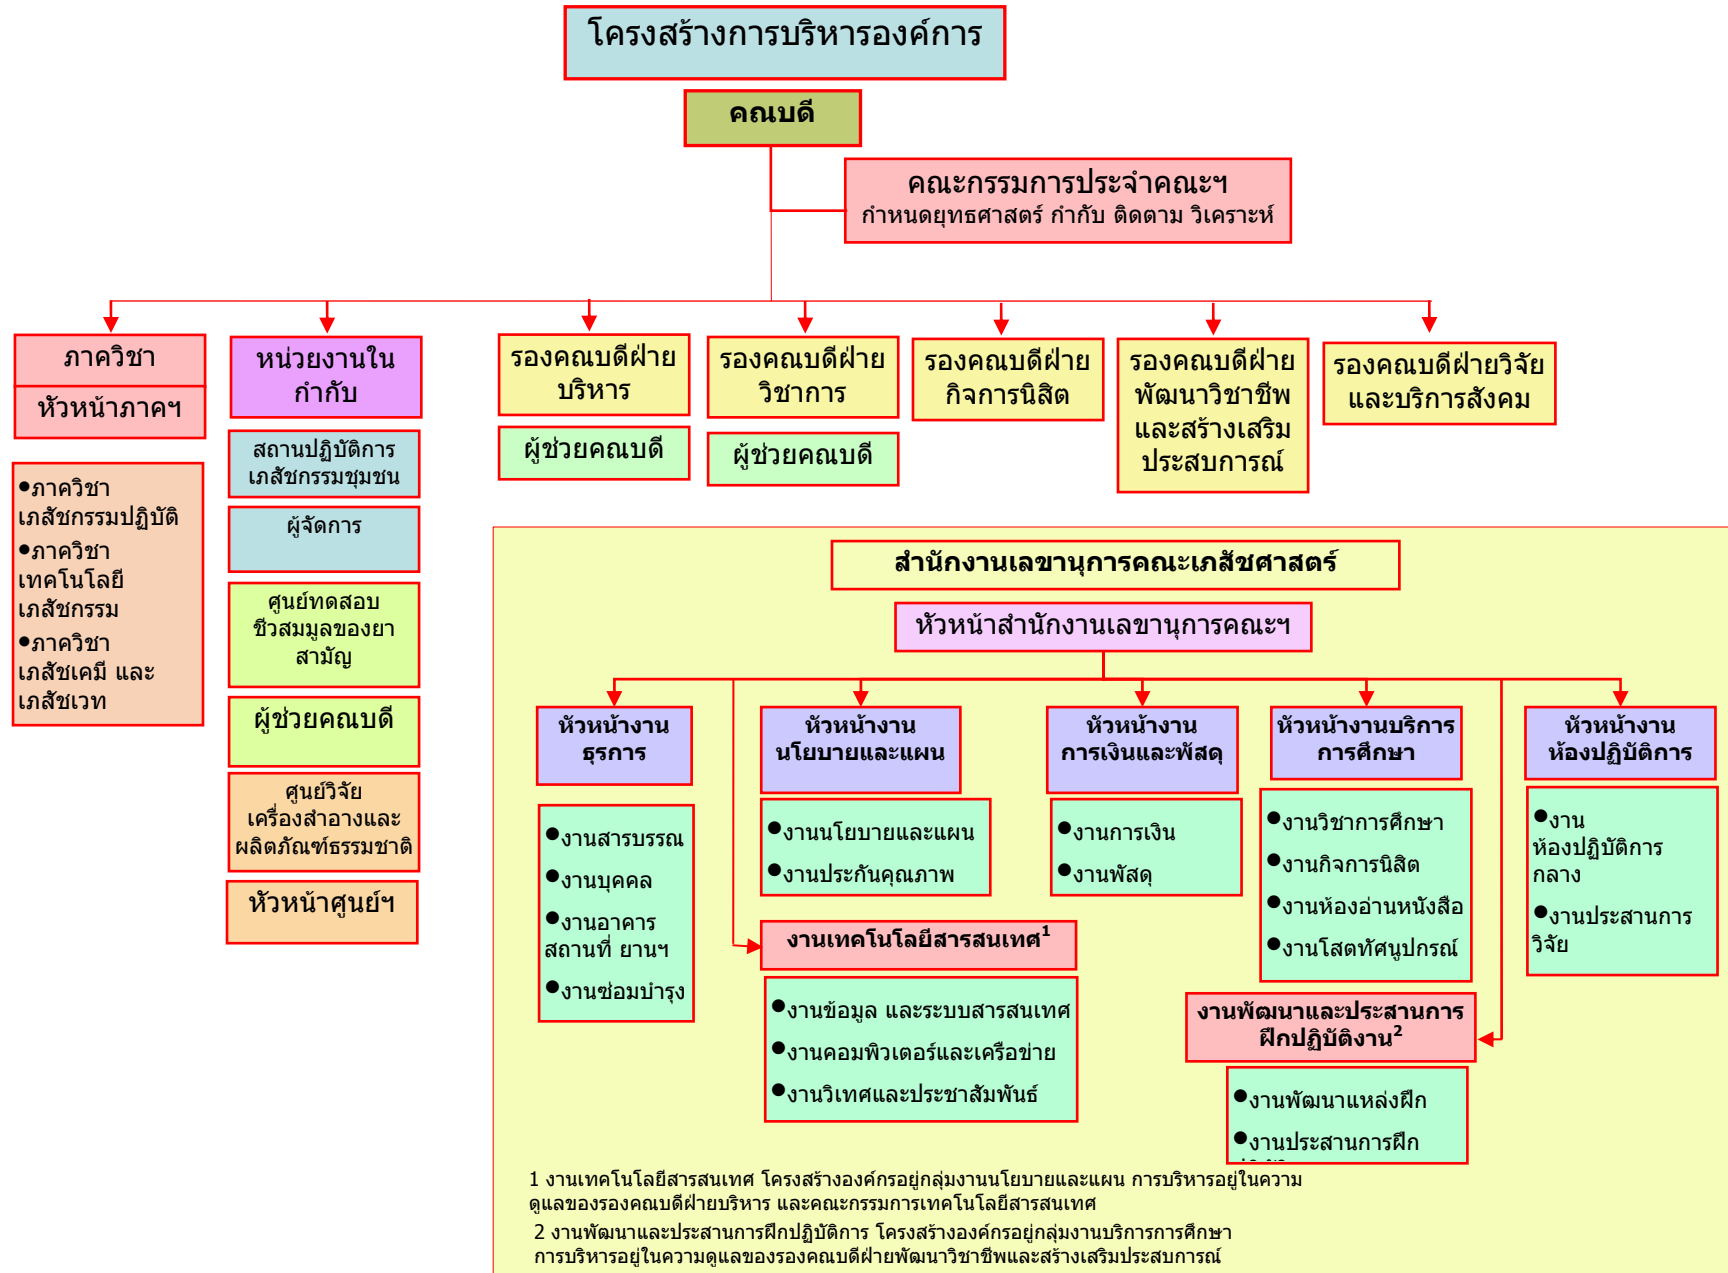 โครงสร้างการบริหารองค์การ
คณบดี
คณะกรรมการประจำคณะฯ
กำหนดยุทธศาสตร์ กำกับ ติดตาม วิเคราะห์
ภาควิชา
หัวหน้าภาคฯ
●ภาควิชา
เภสัชกรรมปฏิบัติ
●ภาควิชา
เทคโนโลยี
เภสัชกรรม
●ภาควิชา
เภสัชเคมี และ
เภสัชเวท
หน่วยงานใน
กำกับ
สถานปฏิบัติการ
เภสัชกรรมชุมชน
ผู้จัดการ
ศูนย์ทดสอบ
ชีวสมมูลของยา
สามัญ
ผู้ช่วยคณบดี
ศูนย์วิจัย
เครื่องสำอางและ
ผลิตภัณฑ์ธรรมชาติ
หัวหน้าศูนย์ฯ
รองคณบดีฝ่าย
บริหาร
ผู้ช่วยคณบดี
รองคณบดีฝ่าย
วิชาการ
ผู้ช่วยคณบดี
รองคณบดีฝ่าย
กิจการนิสิต
รองคณบดีฝ่าย
พัฒนาวิชาชีพ
และสร้างเสริม
ประสบการณ์
รองคณบดีฝ่ายวิจัย
และบริการสังคม
สำนักงานเลขานุการคณะเภสัชศาสตร์
หัวหน้าสำนักงานเลขานุการคณะฯ
หัวหน้างาน
ธุรการ
●งานสารบรรณ
●งานบุคคล
●งานอาคาร
สถานที่ ยานฯ
●งานซ่อมบำรุง
หัวหน้างาน
นโยบายและแผน
●งานนโยบายและแผน
●งานประกันคุณภาพ
งานเทคโนโลยีสารสนเทศ1
●งานข้อมูล และระบบสารสนเทศ
●งานคอมพิวเตอร์และเครือข่าย
●งานวิเทศและประชาสัมพันธ์
หัวหน้างาน
การเงินและพัสดุ
●งานการเงิน
●งานพัสดุ
หัวหน้างานบริการ
การศึกษา
●งานวิชาการศึกษา
●งานกิจการนิสิต
●งานห้องอ่านหนังสือ
●งานโสตทัศนูปกรณ์
งานพัฒนาและประสานการ
ฝึกปฏิบัติงาน2
●งานพัฒนาแหล่งฝึก
●งานประสานการฝึก
หัวหน้างาน
ห้องปฏิบัติการ
●งาน
ห้องปฏิบัติการ
กลาง
●งานประสานการ
วิจัย
1 งานเทคโนโลยีสารสนเทศ โครงสร้างองค์กรอยู่กลุ่มงานนโยบายและแผน การบริหารอยู่ในความ
ดูแลของรองคณบดีฝ่ายบริหาร และคณะกรรมการเทคโนโลยีสารสนเทศ
2 งานพัฒนาและประสานการฝึกปฏิบัติการ โครงสร้างองค์กรอยู่กลุ่มงานบริการการศึกษา
การบริหารอยู่ในความดูแลของรองคณบดีฝ่ายพัฒนาวิชาชีพและสร้างเสริมประสบการณ์